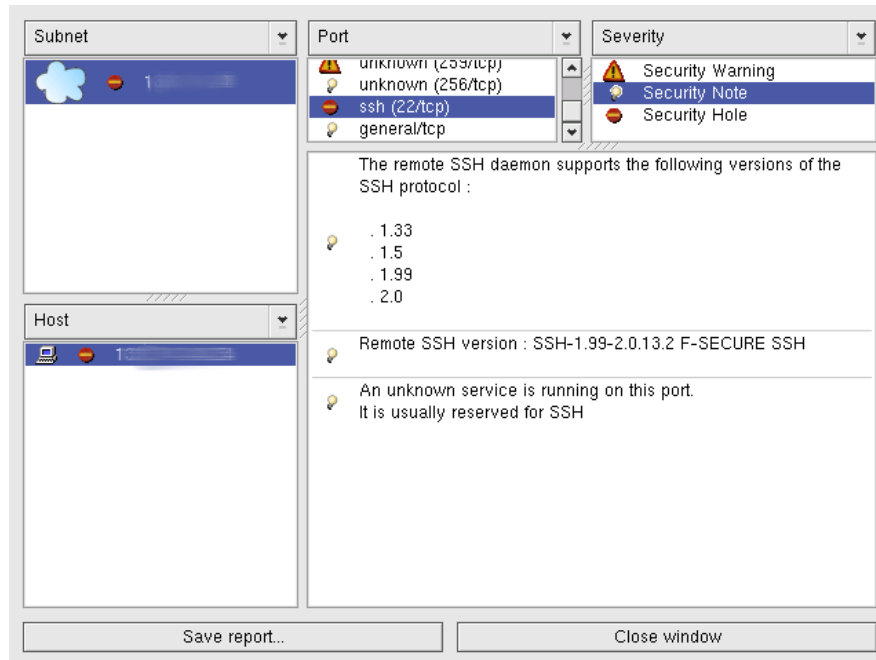 Subnet
Port
Severity
unknown (259/tcp)
unknown (256/tcp)
ssh (22/tcp)
general/tcp
Security Warning
Security Note
Security Hole
The remote SSH daemon supports the following versions of the
SSH protocol :
. 1.33
. 1.5
. 1.99
. 2.0
Remote SSH version : SSH-1.99-2.0.13.2 F-SECURE SSH
An unknown service is running on this port.
It is usually reserved for SSH
Host
Save report...
Close window